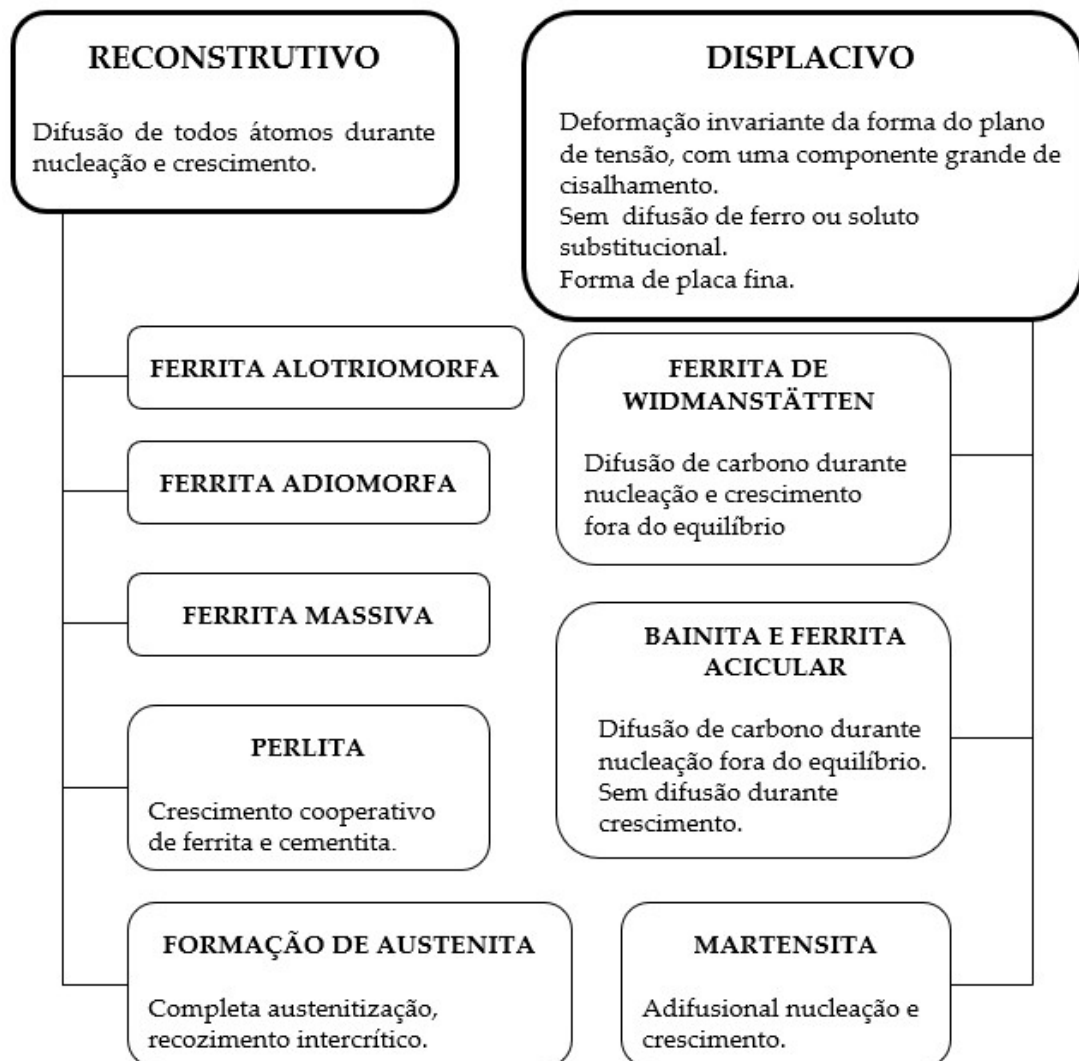 RECONSTRUTIVO
Difusão de todos átomos durante
nucleação e crescimento.
FERRITA ALOTRIOMORFA
FERRITA ADIOMORFA
FERRITA MASSIVA
PERLITA
Crescimento cooperativo
de ferrita e cementita.
FORMAÇÃO DE AUSTENITA
Completa austenitização,
recozimento intercrítico.
DISPLACIVO
Deformação invariante da forma do plano
de tensão, com uma componente grande de
cisalhamento.
Sem difusão de ferro ou soluto
substitucional.
Forma de placa fina.
FERRITA DE
WIDMANSTÄTTEN
Difusão de carbono durante
nucleação e crescimento
fora do equilíbrio
BAINITA E FERRITA
ACICULAR
Difusão de carbono durante
nucleação fora do equilíbrio.
Sem difusão durante
crescimento.
MARTENSITA
Adifusional nucleação e
crescimento.